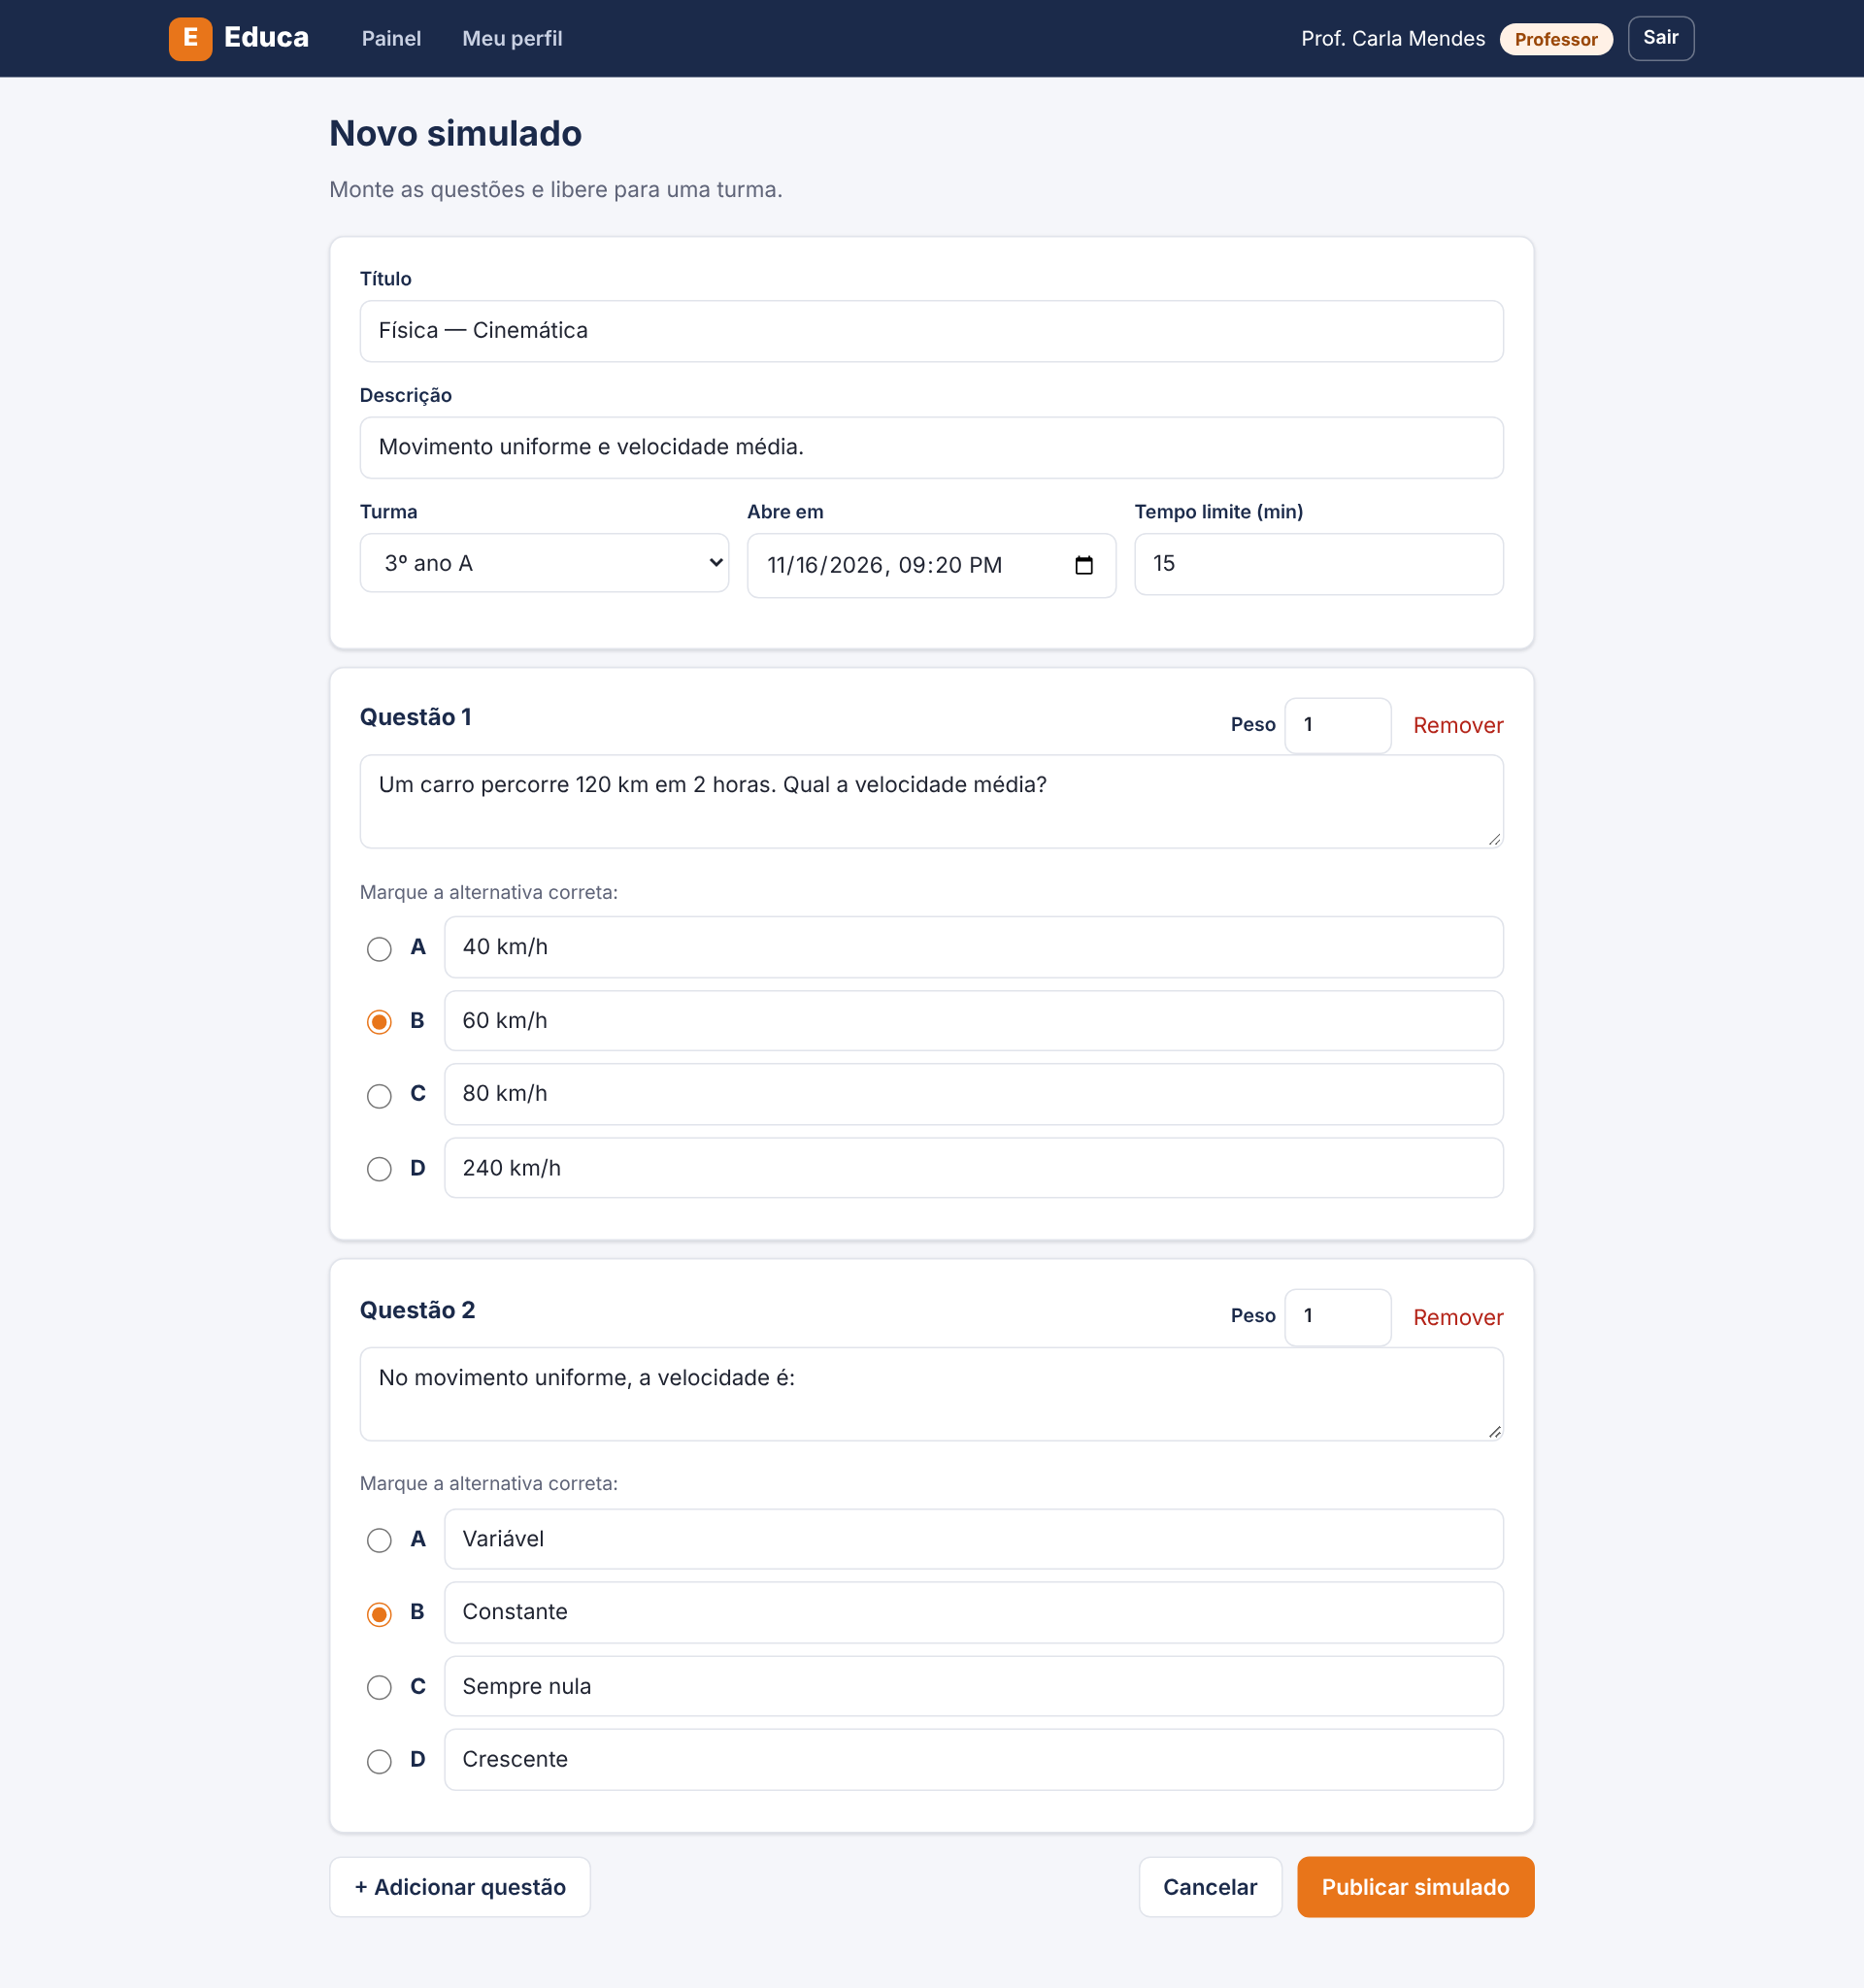 E Educa Painel Meu perfil Prof. Carla Mendes Professor Sair
Novo simulado
Monte as questões e libere para uma turma.
Título
Física — Cinemática
Descrição
Movimento uniforme e velocidade média.
Turma Abre em Tempo limite (min)
3º ano A 11/16/2026, 09:20 PM 15
Questão 1 Peso 1 Remover
Um carro percorre 120 km em 2 horas. Qual a velocidade média?
Marque a alternativa correta:
A 40 km/h
B 60 km/h
C 80 km/h
D 240 km/h
Questão 2 Peso 1 Remover
No movimento uniforme, a velocidade é:
Marque a alternativa correta:
A Variável
B Constante
C Sempre nula
D Crescente
+ Adicionar questão Cancelar Publicar simulado